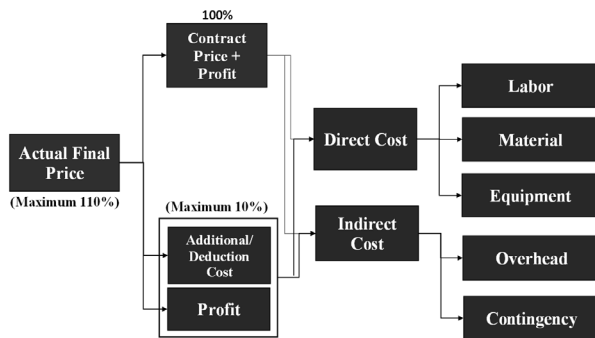 100%
Contract
Price +
Profit
Actual Final
Price
(Maximum 110%)
(Maximum 10%)
Additional/
Deduction
Cost
Profit
Direct Cost
Indirect
Cost
Labor
Material
Equipment
Overhead
Contingency